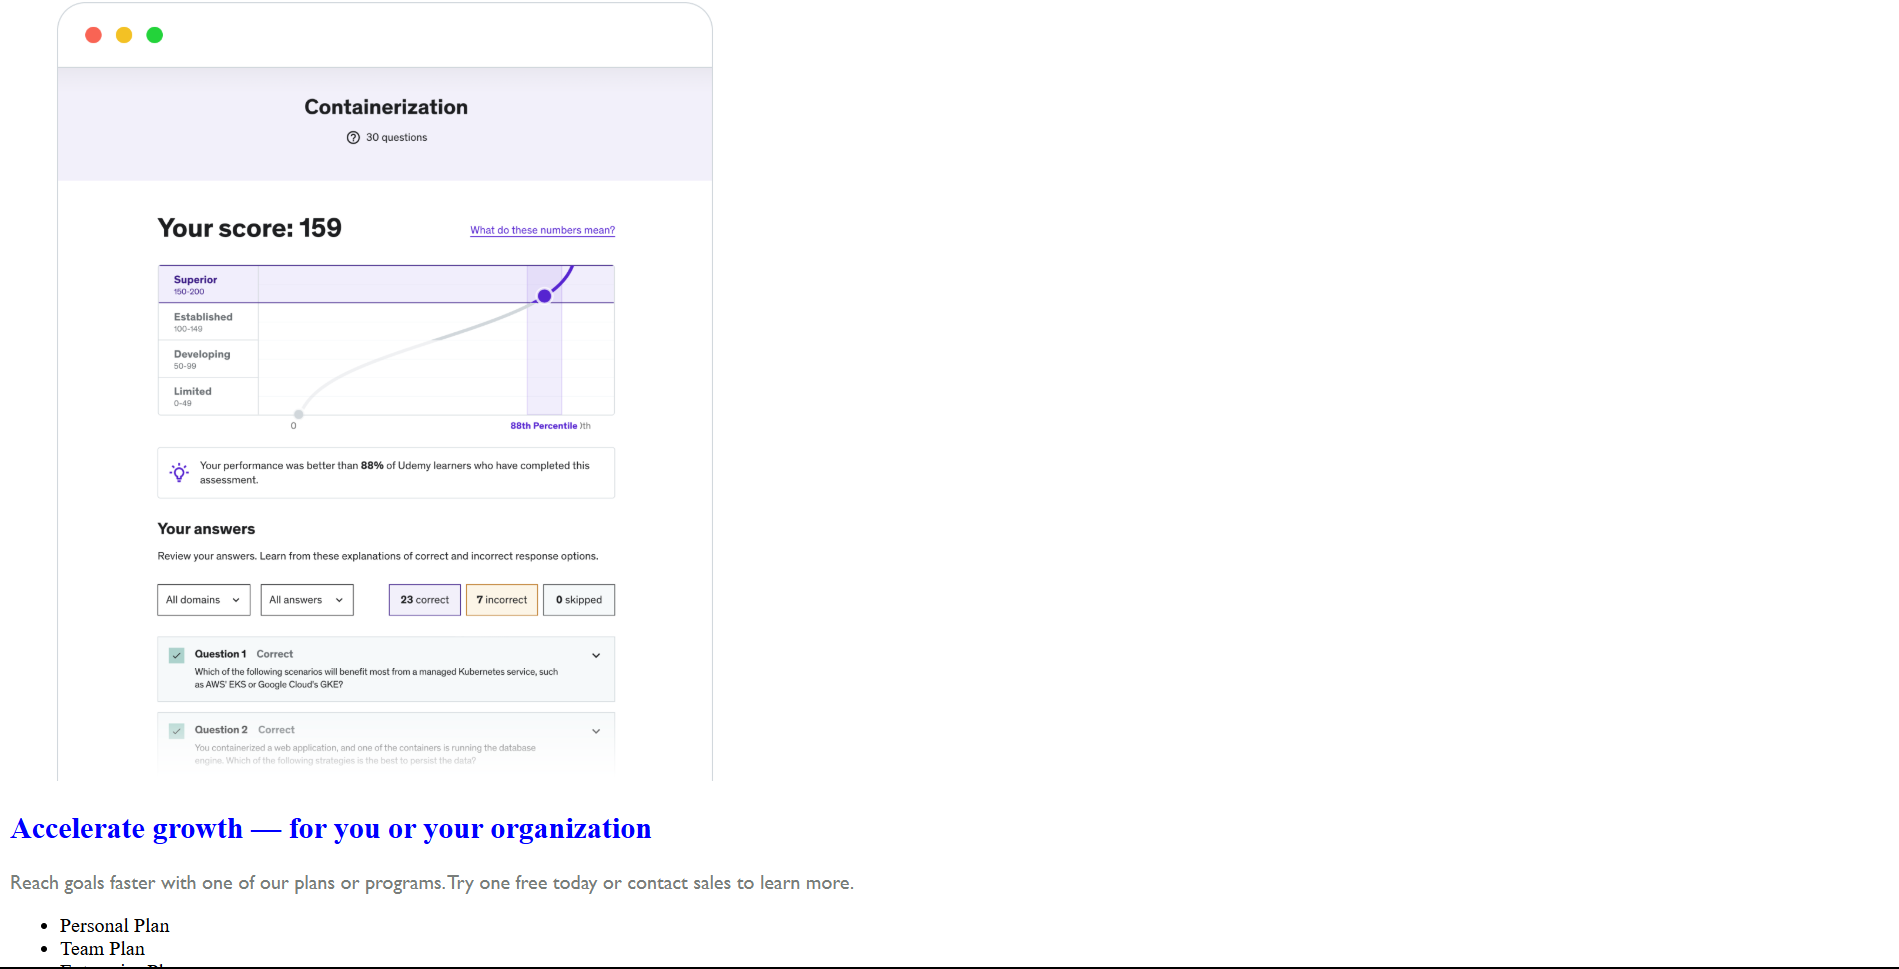 Containerization
30 questions
Your score: 159
What do these numbers mean?
Superior
150-200
Established
100-149
Developing
50-99
Limited
0-49
0
88th Percentile
Your performance was better than 88% of Udemy learners who have completed this
assessment.
Your answers
Review your answers. Learn from these explanations of correct and incorrect response options.
All domains
All answers
23 correct
7 incorrect
0 skipped
Question 1 Correct
Which of the following scenarios will benefit most from a managed Kubernetes service, such
as AWS' EKS or Google Cloud's GKE?
Question 2 Correct
You containerized a web application, and one of the containers is running the database
engine. Which of the following strategies is the best to persist the data?
Accelerate growth — for you or your organization
Reach goals faster with one of our plans or programs. Try one free today or contact sales to learn more.
Personal Plan
Team Plan